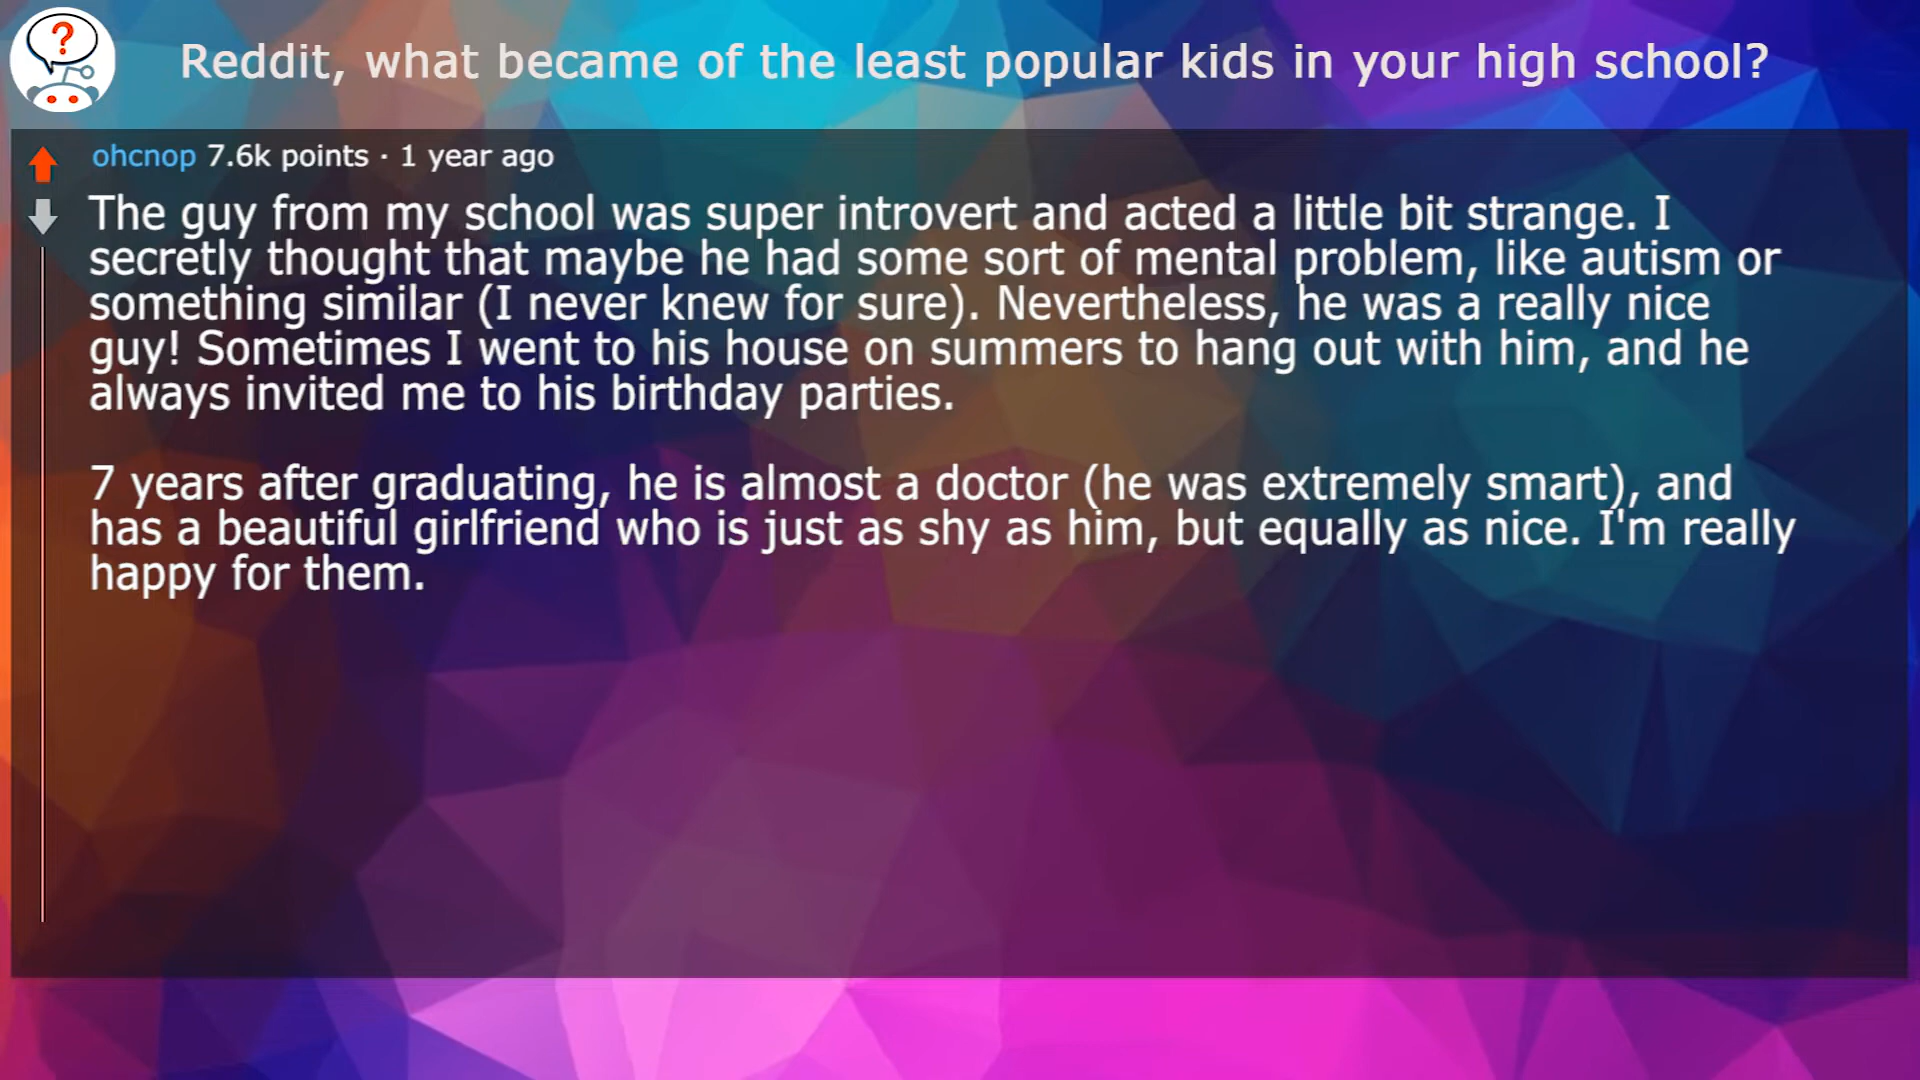 ?
Reddit, what became of the least popular kids in your high school?
ohcnop 7.6k points · 1 year ago
The guy from my school was super introvert and acted a little bit strange. I
secretly thought that maybe he had some sort of mental problem, like autism or
something similar (I never knew for sure). Nevertheless, he was a really nice
guy! Sometimes I went to his house on summers to hang out with him, and he
always invited me to his birthday parties.
7 years after graduating, he is almost a doctor (he was extremely smart), and
has a beautiful girlfriend who is just as shy as him, but equally as nice. I'm really
happy for them.